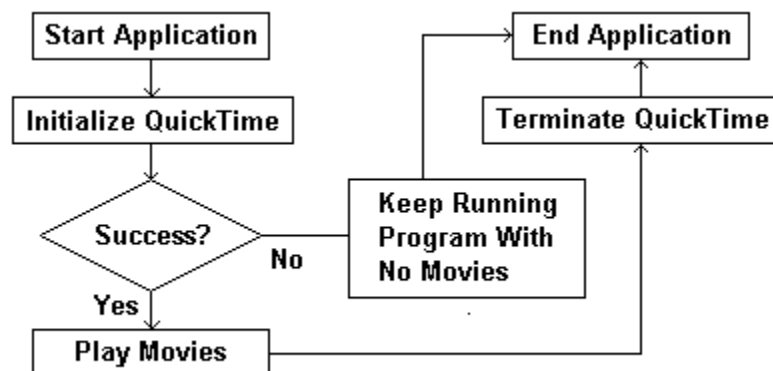 Start Application
End Application
Initialize QuickTime
Terminate QuickTime
Success?
No
Keep Running
Program With
No Movies
Yes
Play Movies